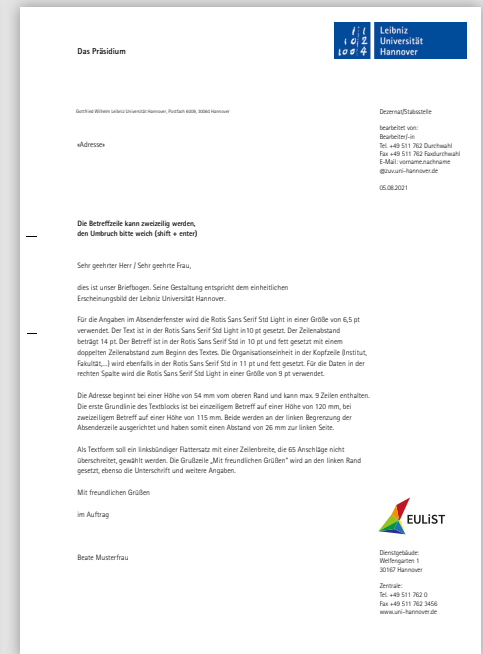 Das Präsidium
Leibniz
Universität
Hannover
Gottfried Wilhelm Leibniz Universität Hannover, Postfach 6009, 30060 Hannover
«Adresse»
Dezernat/Stabsstelle
bearbeitet von:
Bearbeiter/-in
Tel. +49 511 762 Durchwahl
Fax +49 511 762 Faxdurchwahl
E-Mail: vorname.nachname
@zuv.uni-hannover.de
05.08.2021
Die Betreffzeile kann zweizeilig werden,
den Umbruch bitte weich (shift + enter)
Sehr geehrter Herr / Sehr geehrte Frau,
dies ist unser Briefbogen. Seine Gestaltung entspricht dem einheitlichen
Erscheinungsbild der Leibniz Universität Hannover.
Für die Angaben im Absenderfenster wird die Rotis Sans Serif Std Light in einer Größe von 6,5 pt
verwendet. Der Text ist in der Rotis Sans Serif Std Light in10 pt gesetzt. Der Zeilenabstand
beträgt 14 pt. Der Betreff ist in der Rotis Sans Serif Std in 10 pt und fett gesetzt mit einem
doppelten Zeilenabstand zum Beginn des Textes. Die Organisationseinheit in der Kopfzeile (Institut,
Fakultät,...) wird ebenfalls in der Rotis Sans Serif Std in 11 pt und fett gesetzt. Für die Daten in der
rechten Spalte wird die Rotis Sans Serif Std Light in einer Größe von 9 pt verwendet.
Die Adresse beginnt bei einer Höhe von 54 mm vom oberen Rand und kann max. 9 Zeilen enthalten.
Die erste Grundlinie des Textblocks ist bei einzeiligem Betreff auf einer Höhe von 120 mm, bei
zweizeiligem Betreff auf einer Höhe von 115 mm. Beide werden an der linken Begrenzung der
Absenderzeile ausgerichtet und haben somit einen Abstand von 26 mm zur linken Seite.
Als Textform soll ein linksbündiger Flattersatz mit einer Zeilenbreite, die 65 Anschläge nicht
überschreitet, gewählt werden. Die Grußzeile „Mit freundlichen Grüßen" wird an den linken Rand
gesetzt, ebenso die Unterschrift und weitere Angaben.
Mit freundlichen Grüßen
im Auftrag
Beate Musterfrau
EULiST
Dienstgebäude:
Welfengarten 1
30167 Hannover
Zentrale:
Tel. +49 511 762 0
Fax +49 511 762 3456
www.uni-hannover.de